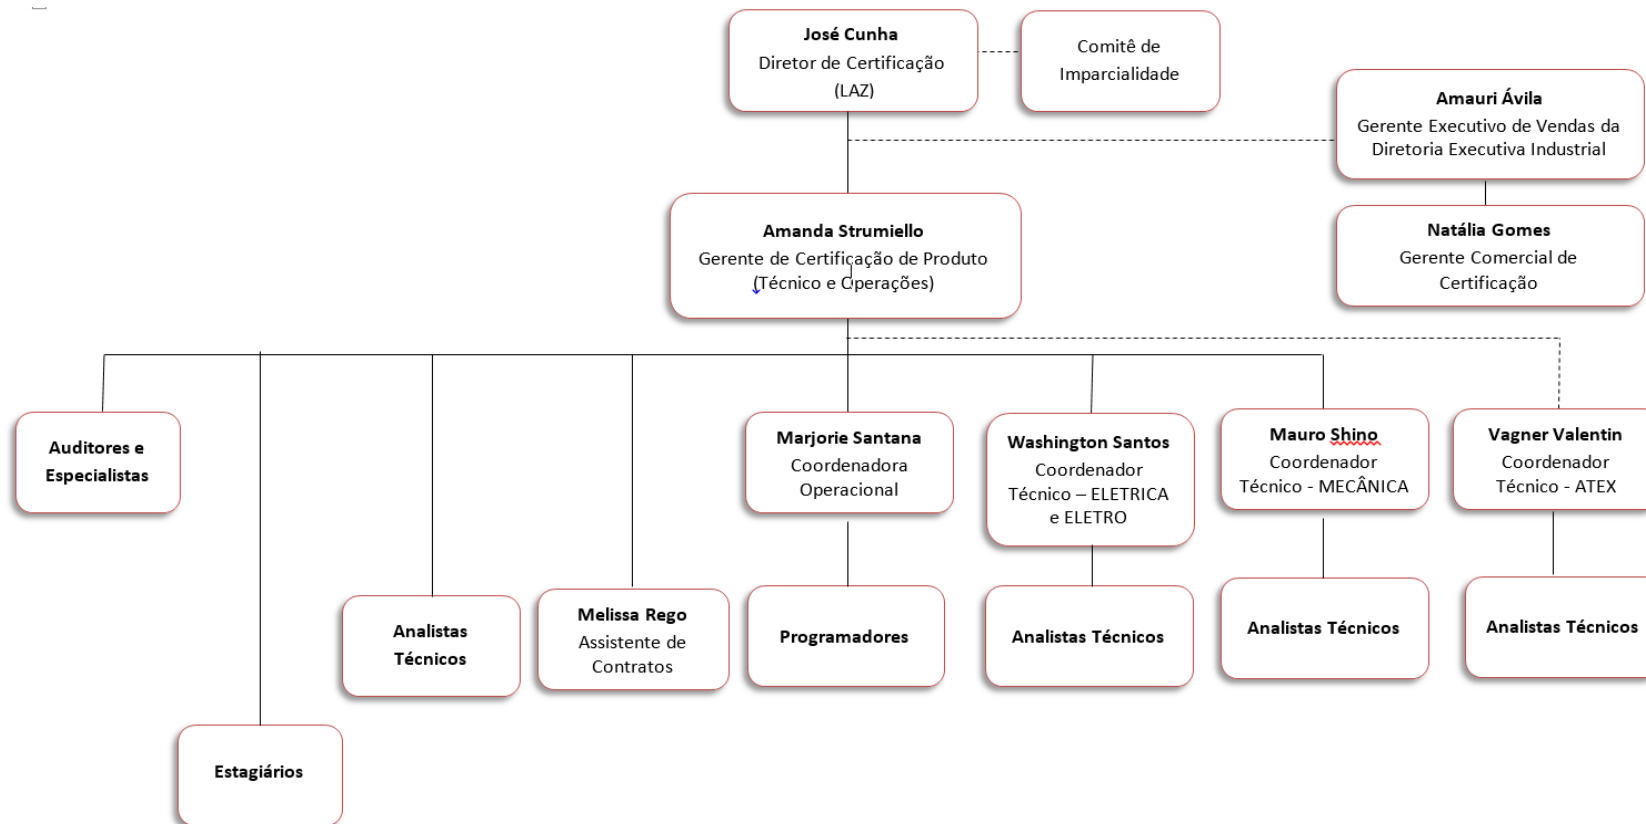 José Cunha
Diretor de Certificação
(LAZ)
Comitê de
Imparcialidade
Amauri Ávila
Gerente Executivo de Vendas da
Diretoria Executiva Industrial
Amanda Strumiello
Gerente de Certificação de Produto
(Técnico e Operações)
Natália Gomes
Gerente Comercial de
Certificação
Auditores e
Especialistas
Marjorie Santana
Coordenadora
Operacional
Washington Santos
Coordenador
Técnico – ELETRICA
e ELETRO
Mauro Shino
Coordenador
Técnico - MECÂNICA
Vagner Valentin
Coordenador
Técnico - ATEX
Analistas
Técnicos
Melissa Rego
Assistente de
Contratos
Programadores
Analistas Técnicos
Analistas Técnicos
Analistas Técnicos
Estagiários